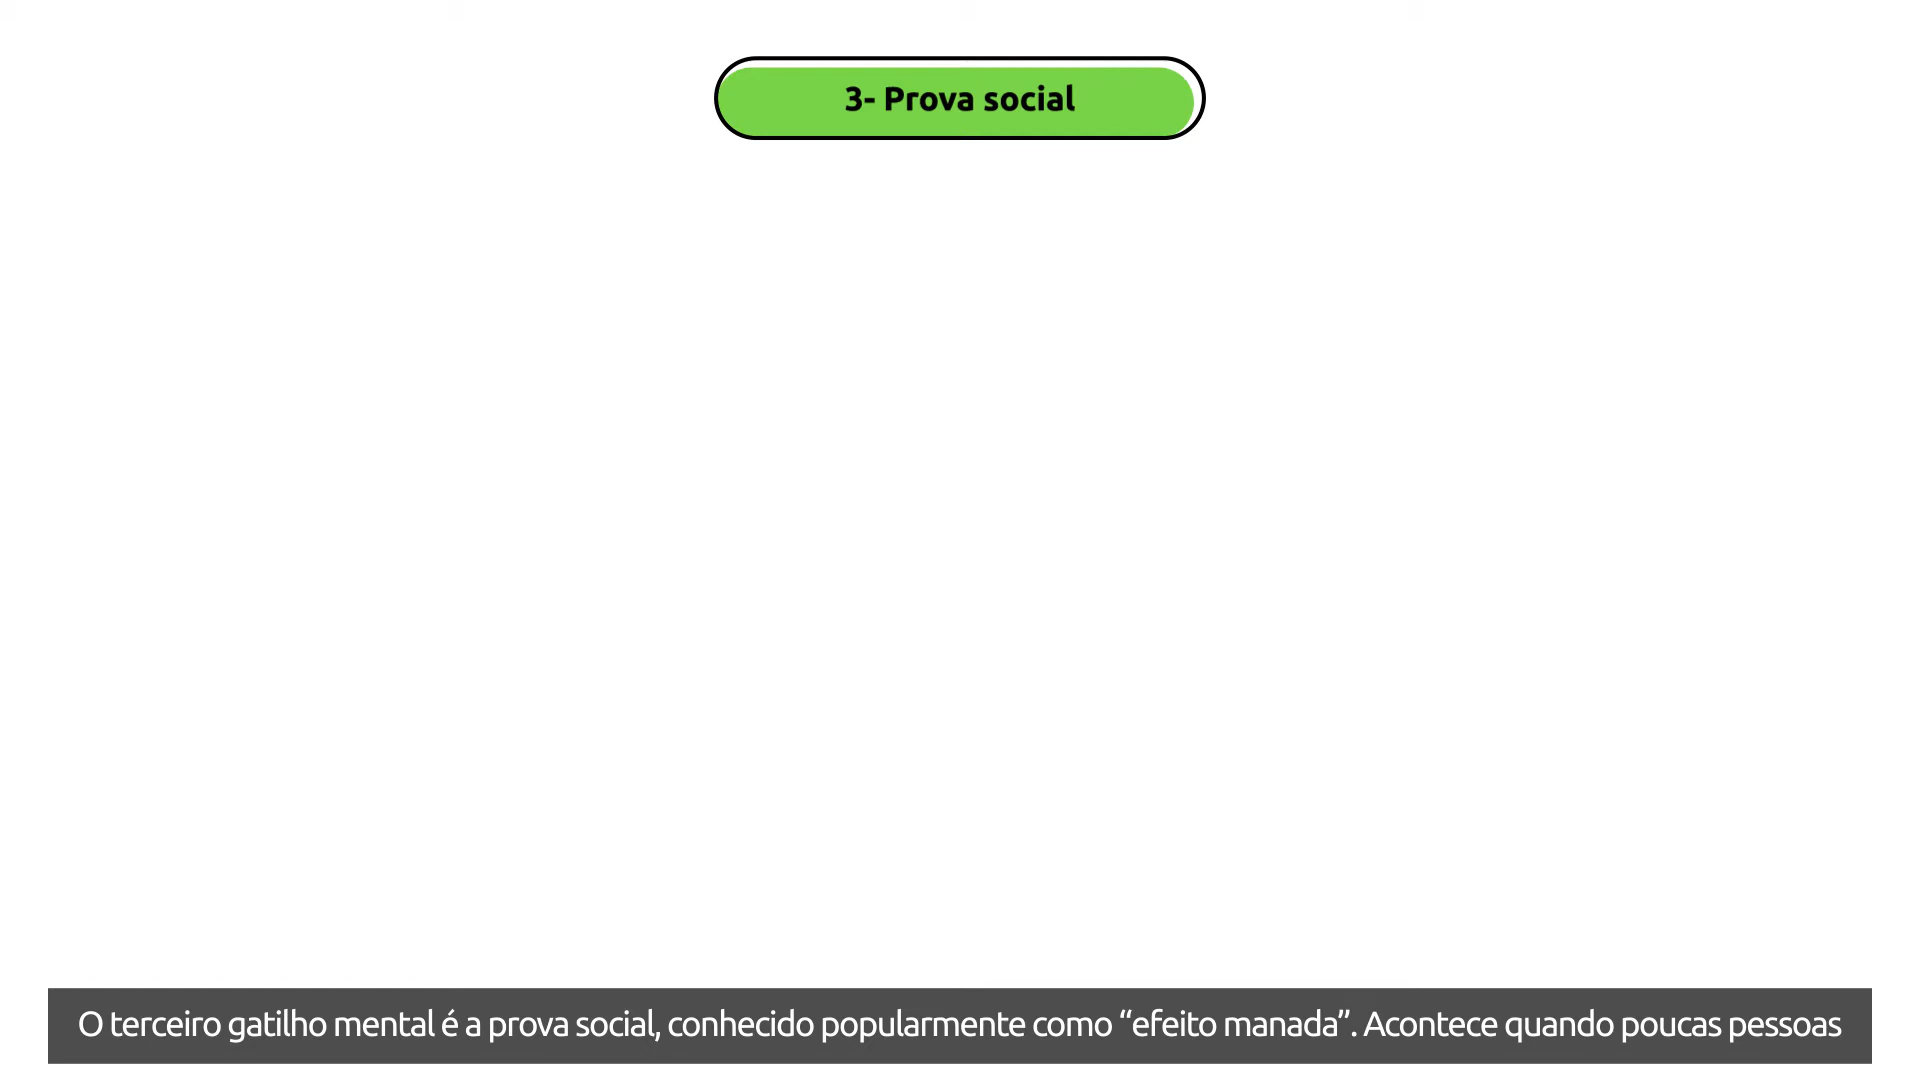 3- Prova social
O terceiro gatilho mental é a prova social, conhecido popularmente como “efeito manada”. Acontece quando poucas pessoas